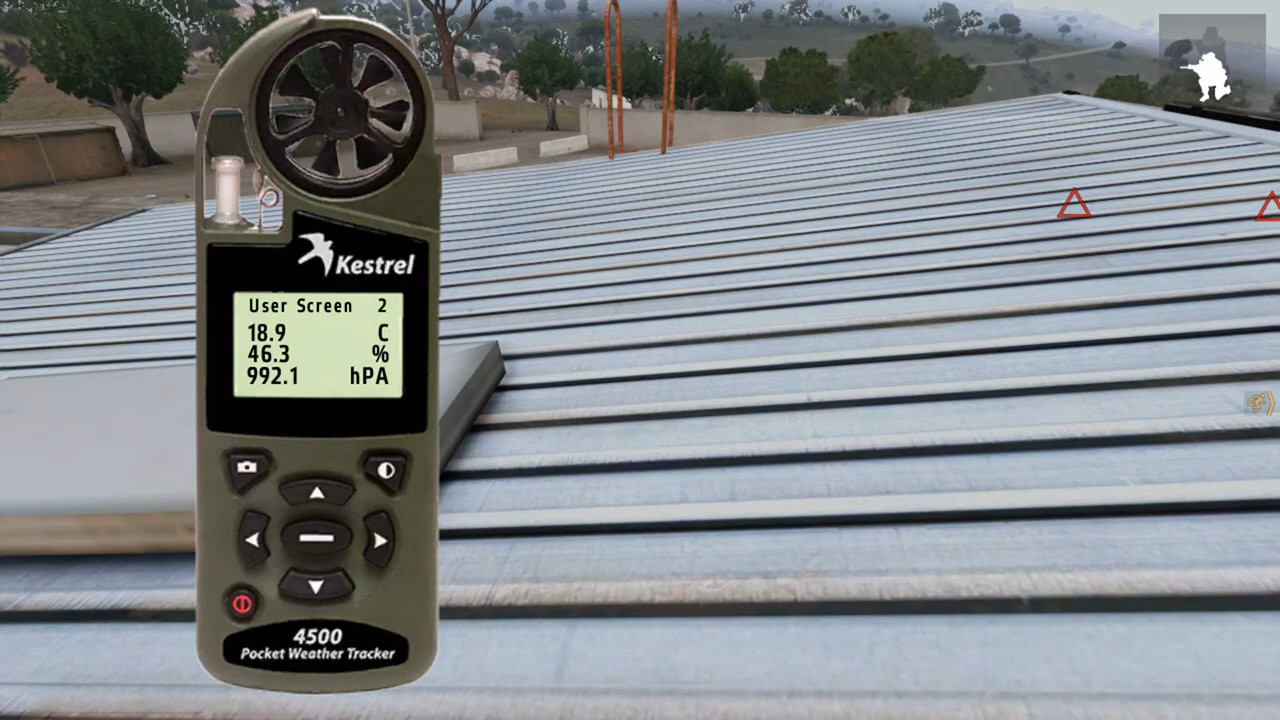 Kestrel
User Screen 2
18.9 C
46.3 %
992.1 hPA
4500
Pocket Weather Tracker